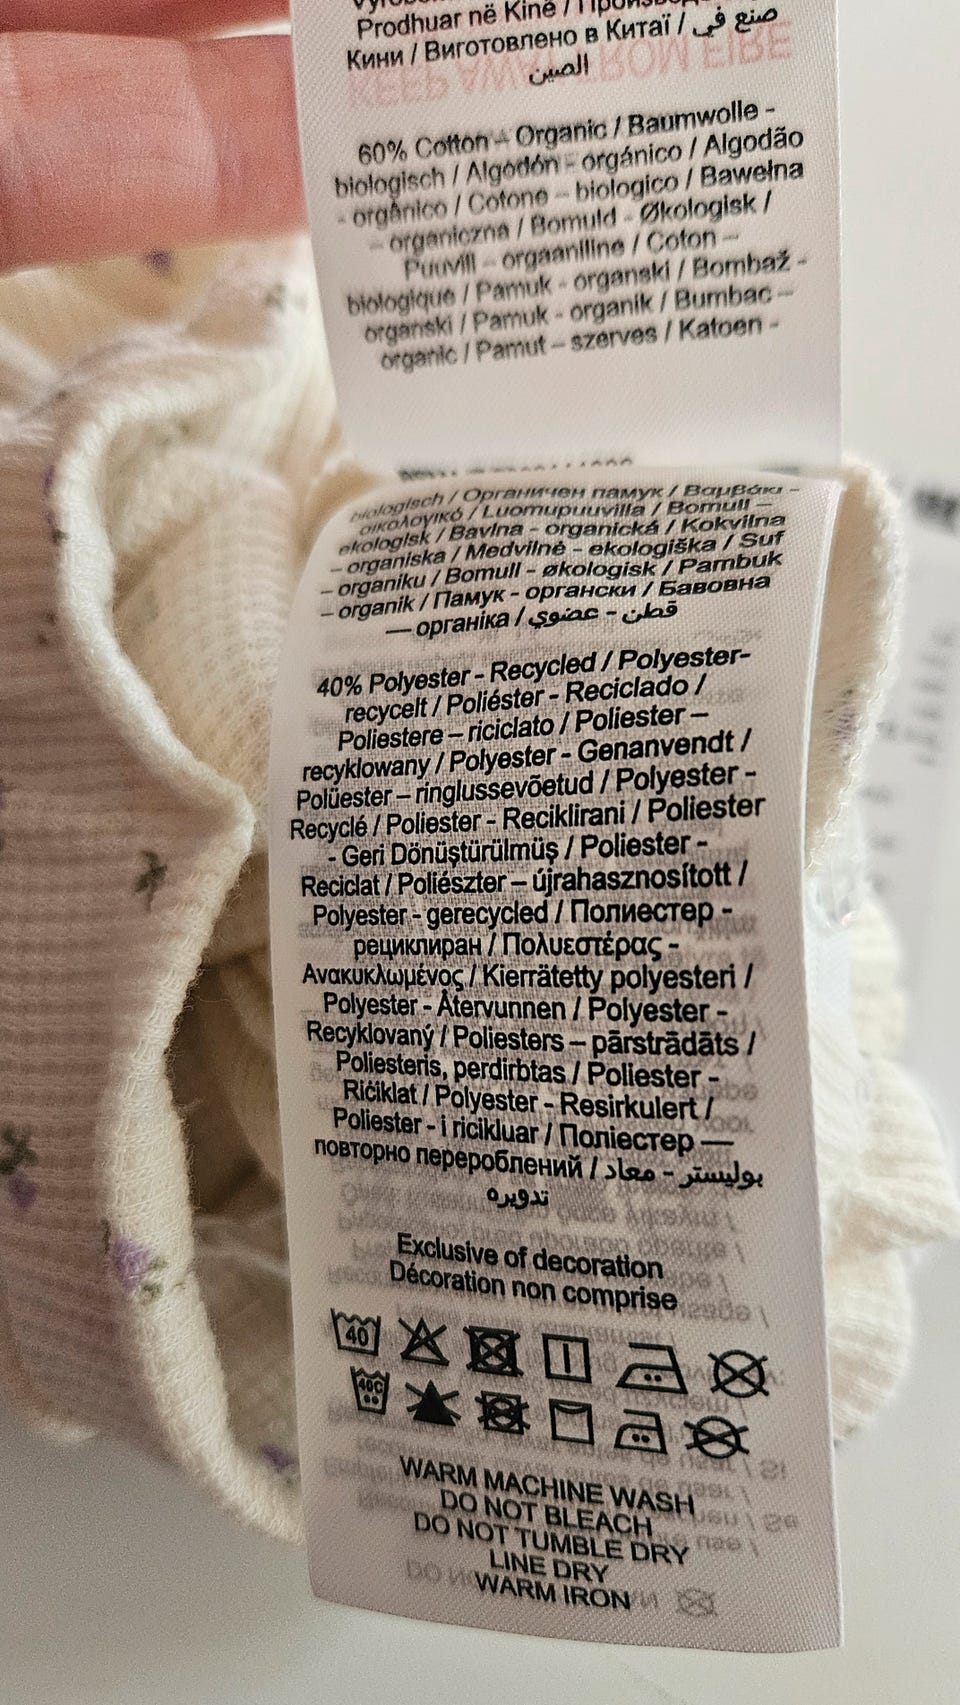 Prodhuar në Kinë /
Кини / Виготовлено в Китаї / صنع في
الصين
KEEP AWAY FROM FIRE
60% Cotton – Organic / Baumwolle -
biologisch / Algodón - orgánico / Algodão
- orgânico / Cotone – biologico / Bawełna
– organiczna / Bomuld - Økologisk /
Puuvill – orgaaniline / Coton –
biologique / Pamuk - organski / Bombaž -
organski / Pamuk - organik / Bumbac –
organic / Pamut – szerves / Katoen -
biologisch / Органичен памук / Βαμβάκι -
οικολογικό / Luomupuuvilla / Bomull –
ekologisk / Bavlna - organická / Kokvilna
– organiska / Medvilnė - ekologiška / Suf
– organiku / Bomull - økologisk / Pambuk
– organik / Памук - органски / Бавовна
— органіка / قطن - عضوي
40% Polyester - Recycled / Polyester-
recycelt / Poliéster - Reciclado /
Poliestere – riciclato / Poliester –
recyklowany / Polyester - Genanvendt /
Polüester – ringlussevõetud / Polyester -
Recyclé / Poliester - Reciklirani / Poliester
- Geri Dönüştürülmüş / Poliester -
Reciclat / Poliészter – újrahasznosított /
Polyester - gerecycled / Полиестер -
рециклиран / Πολυεστέρας -
Ανακυκλωμένος / Kierrätetty polyesteri /
Polyester - Återvunnen / Polyester -
Recyklovaný / Poliesters – pārstrādāts /
Poliesteris, perdirbtas / Poliester -
Riċiklat / Polyester - Resirkulert /
Poliester - i ricikluar / Поліестер —
повторно перероблений / بوليستر - معاد
تدويره
Exclusive of decoration
Décoration non comprise
40
40C
WARM MACHINE WASH
DO NOT BLEACH
DO NOT TUMBLE DRY
LINE DRY
WARM IRON